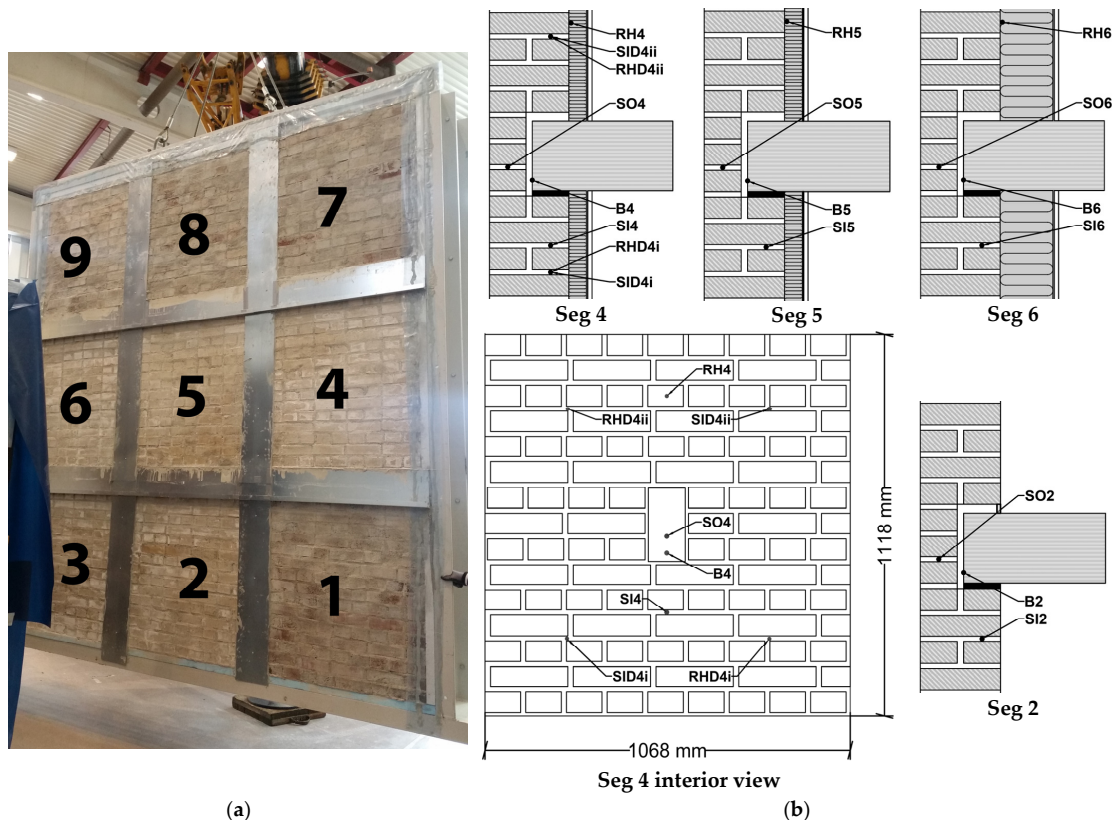 RH4
SID4ii
RHD4ii
SO4
B4
SI4
RHD4i
SID4i
Seg 4
RH5
SO5
B5
SI5
Seg 5
RH6
SO6
B6
SI6
Seg 6
7
8
9
4
5
6
1
2
3
RH4
RHD4ii
SID4ii
SO4
B4
SI4
SID4i
RHD4i
1118 mm
1068 mm
Seg 4 interior view
SO2
B2
SI2
Seg 2
(a)
(b)